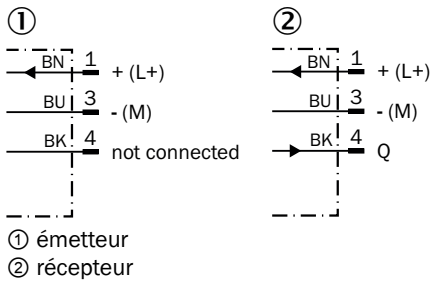 ① ②
BN 1 + (L+) BN 1 + (L+)
BU 3 - (M) BU 3 - (M)
BK 4 not connected BK 4 Q
① émetteur
② récepteur